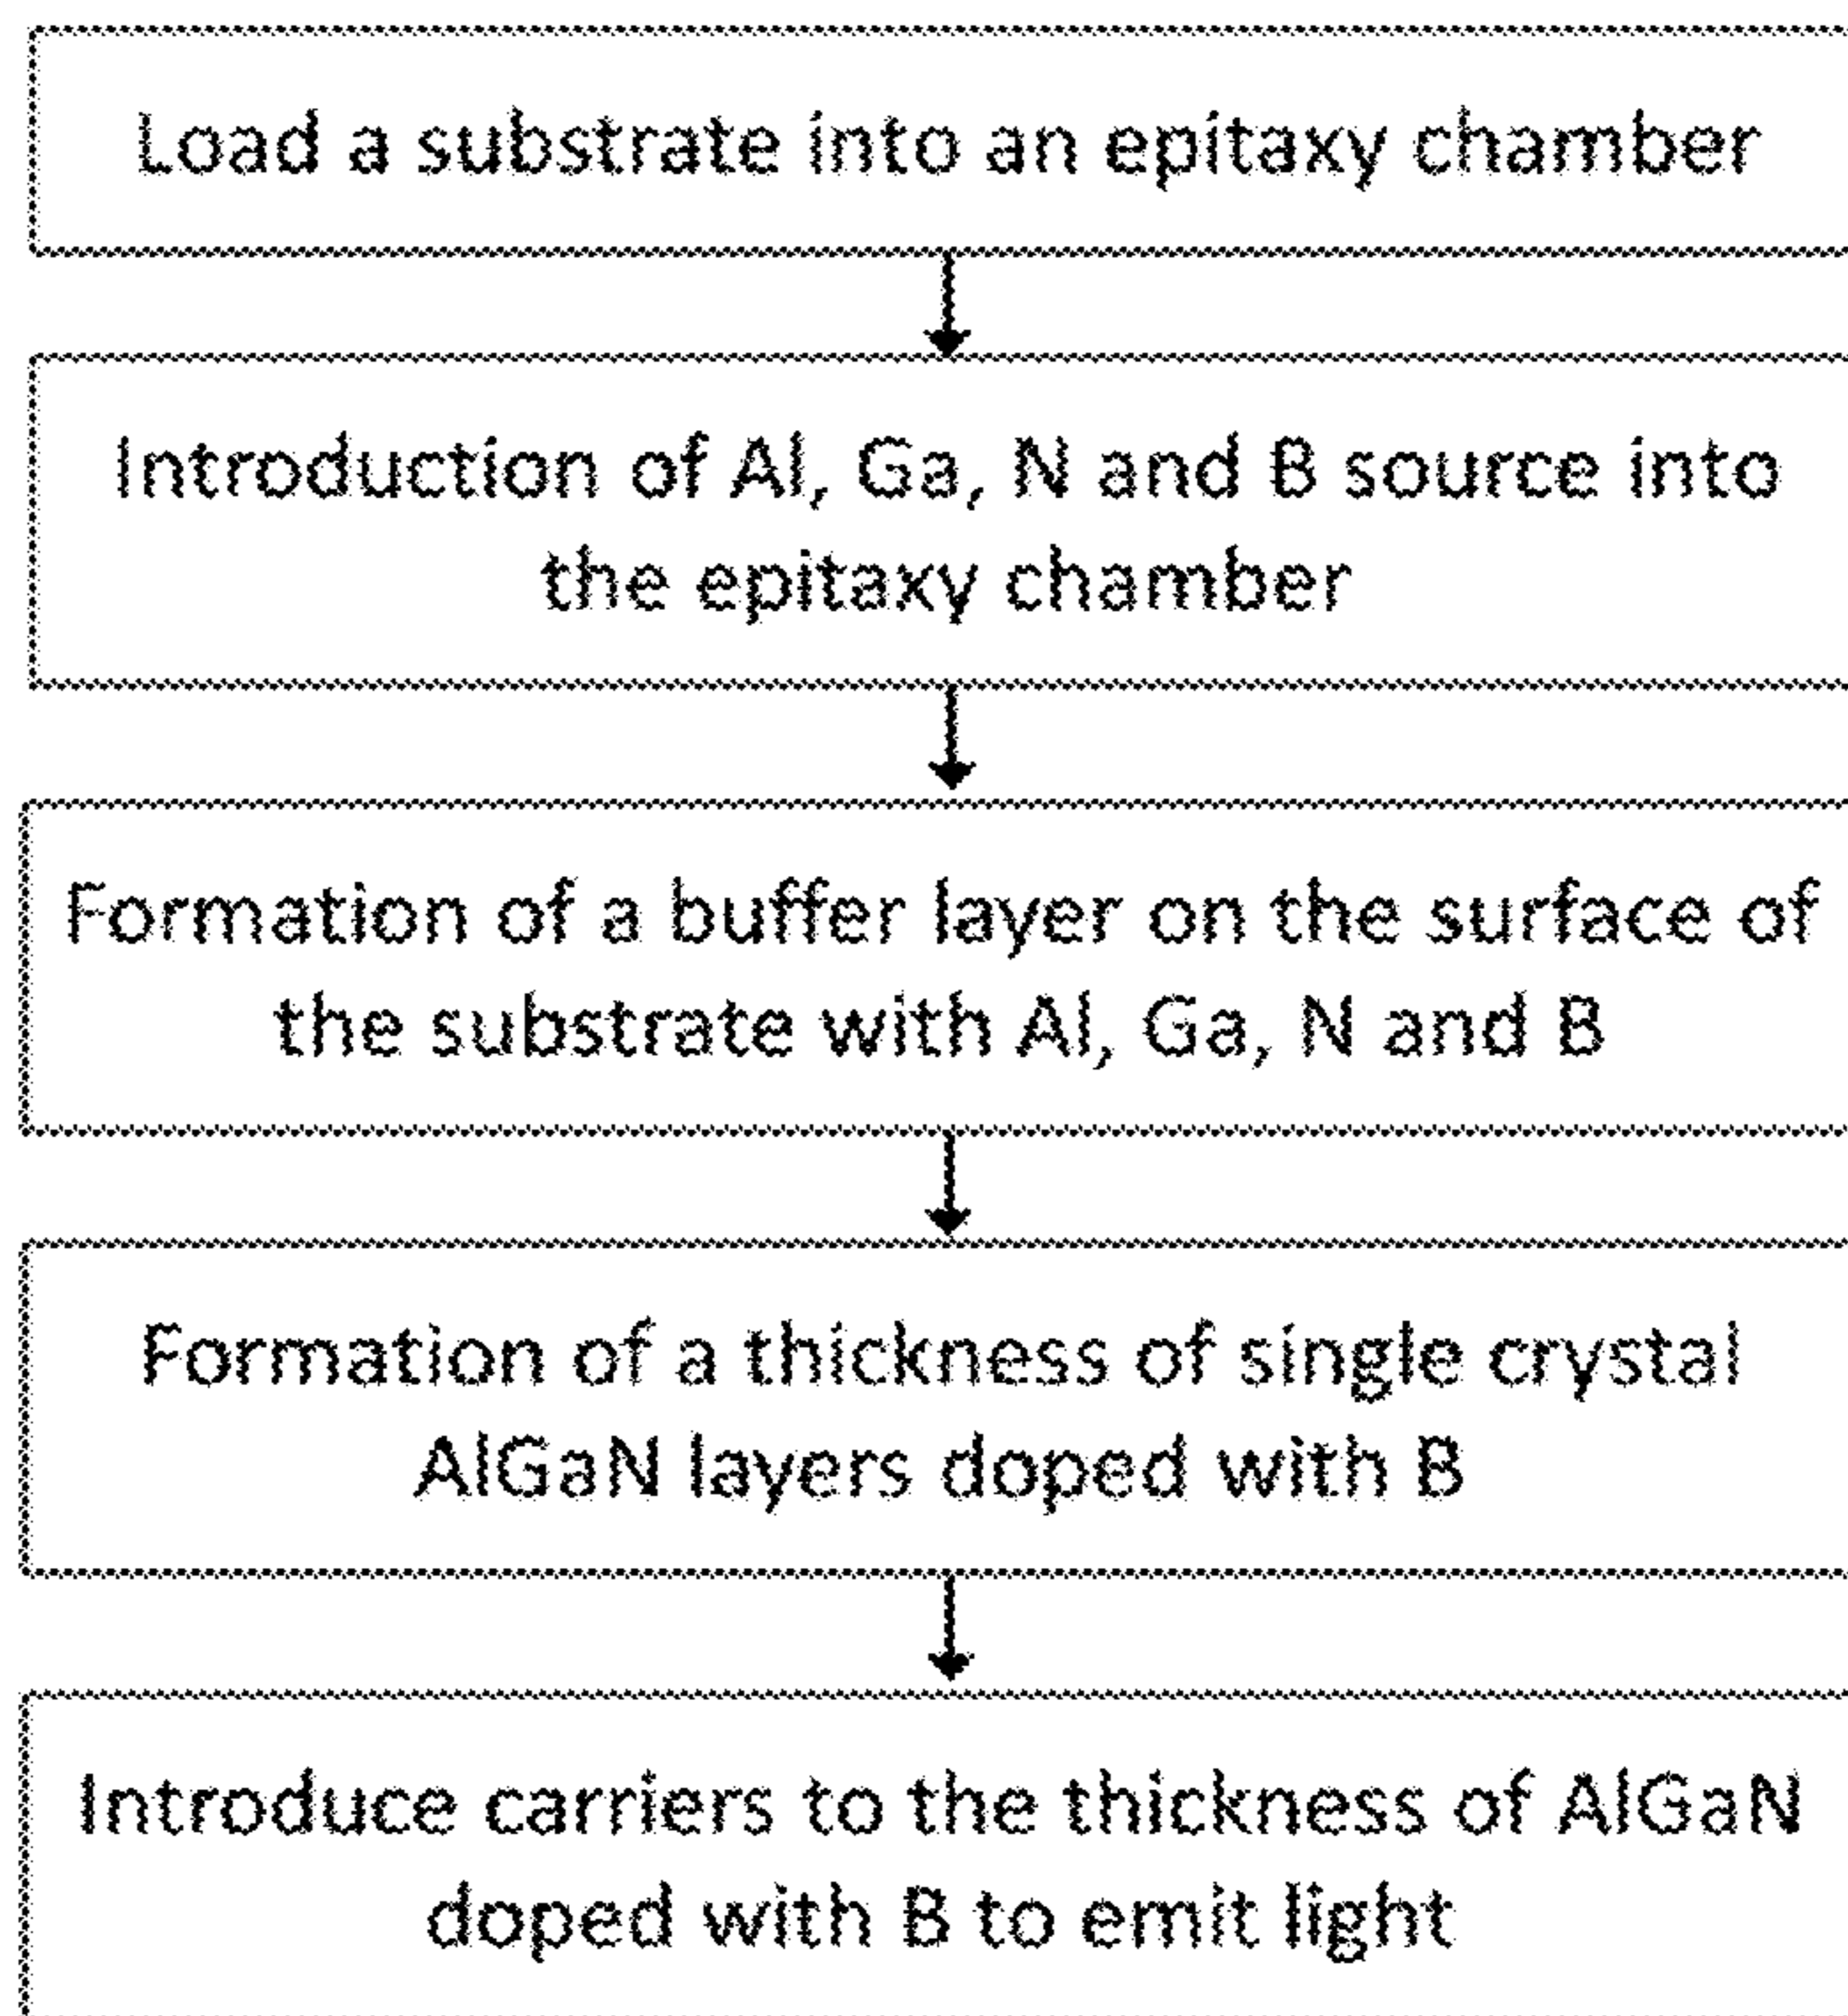 Load a substrate into an epitaxy chamber
Introduction of Al, Ga, N and B source into
the epitaxy chamber
Formation of a buffer layer on the surface of
the substrate with Al, Ga, N and B
Formation of a thickness of single crystal
AlGaN layers doped with B
Introduce carriers to the thickness of AlGaN
doped with B to emit light